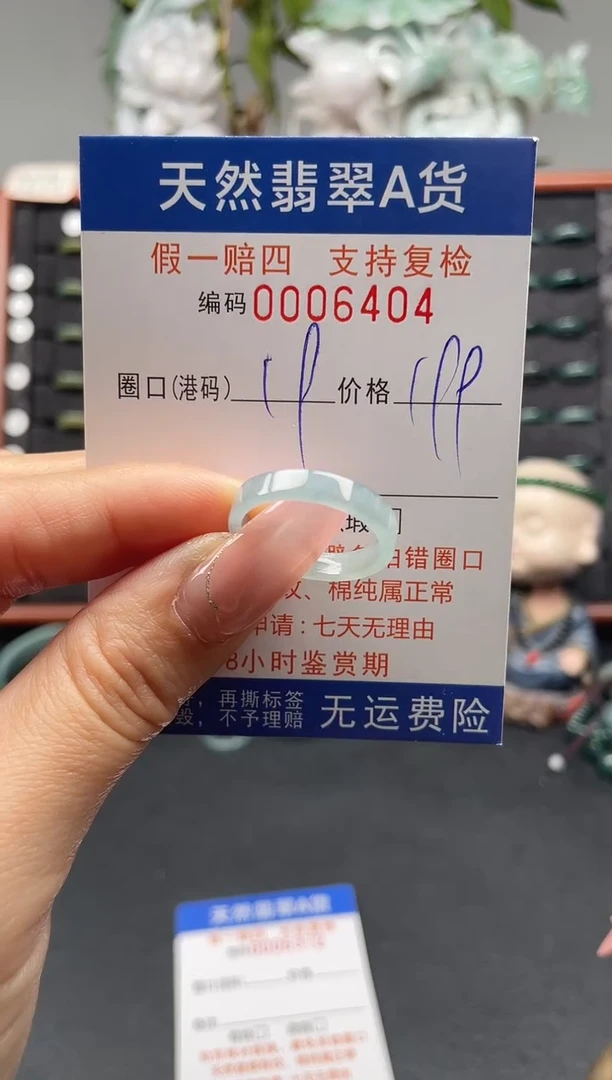 天然翡翠A货
假一赔四 支持复检
编码0006404
圈口(港码) 19 价格 199
瑕
错圈口
、棉纯属正常
申请:七天无理由
8小时鉴赏期
,再撕标签
毁,不予理赔
无运费险
天然翡翠A货